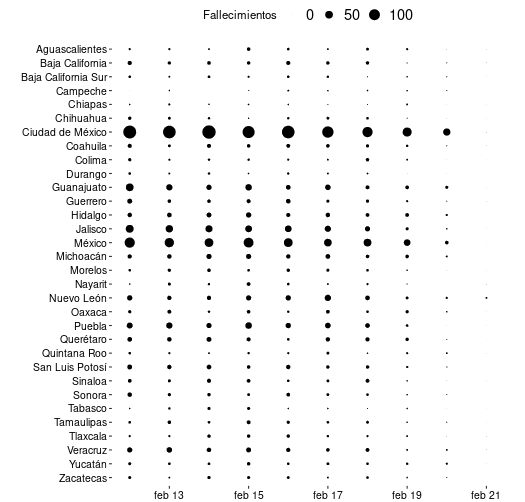 Fallecimientos 0 50 100
Aguascalientes
Baja California
Baja California Sur
Campeche
Chiapas
Chihuahua
Ciudad de México
Coahuila
Colima
Durango
Guanajuato
Guerrero
Hidalgo
Jalisco
México
Michoacán
Morelos
Nayarit
Nuevo León
Oaxaca
Puebla
Querétaro
Quintana Roo
San Luis Potosí
Sinaloa
Sonora
Tabasco
Tamaulipas
Tlaxcala
Veracruz
Yucatán
Zacatecas
feb 13 feb 15 feb 17 feb 19 feb 21